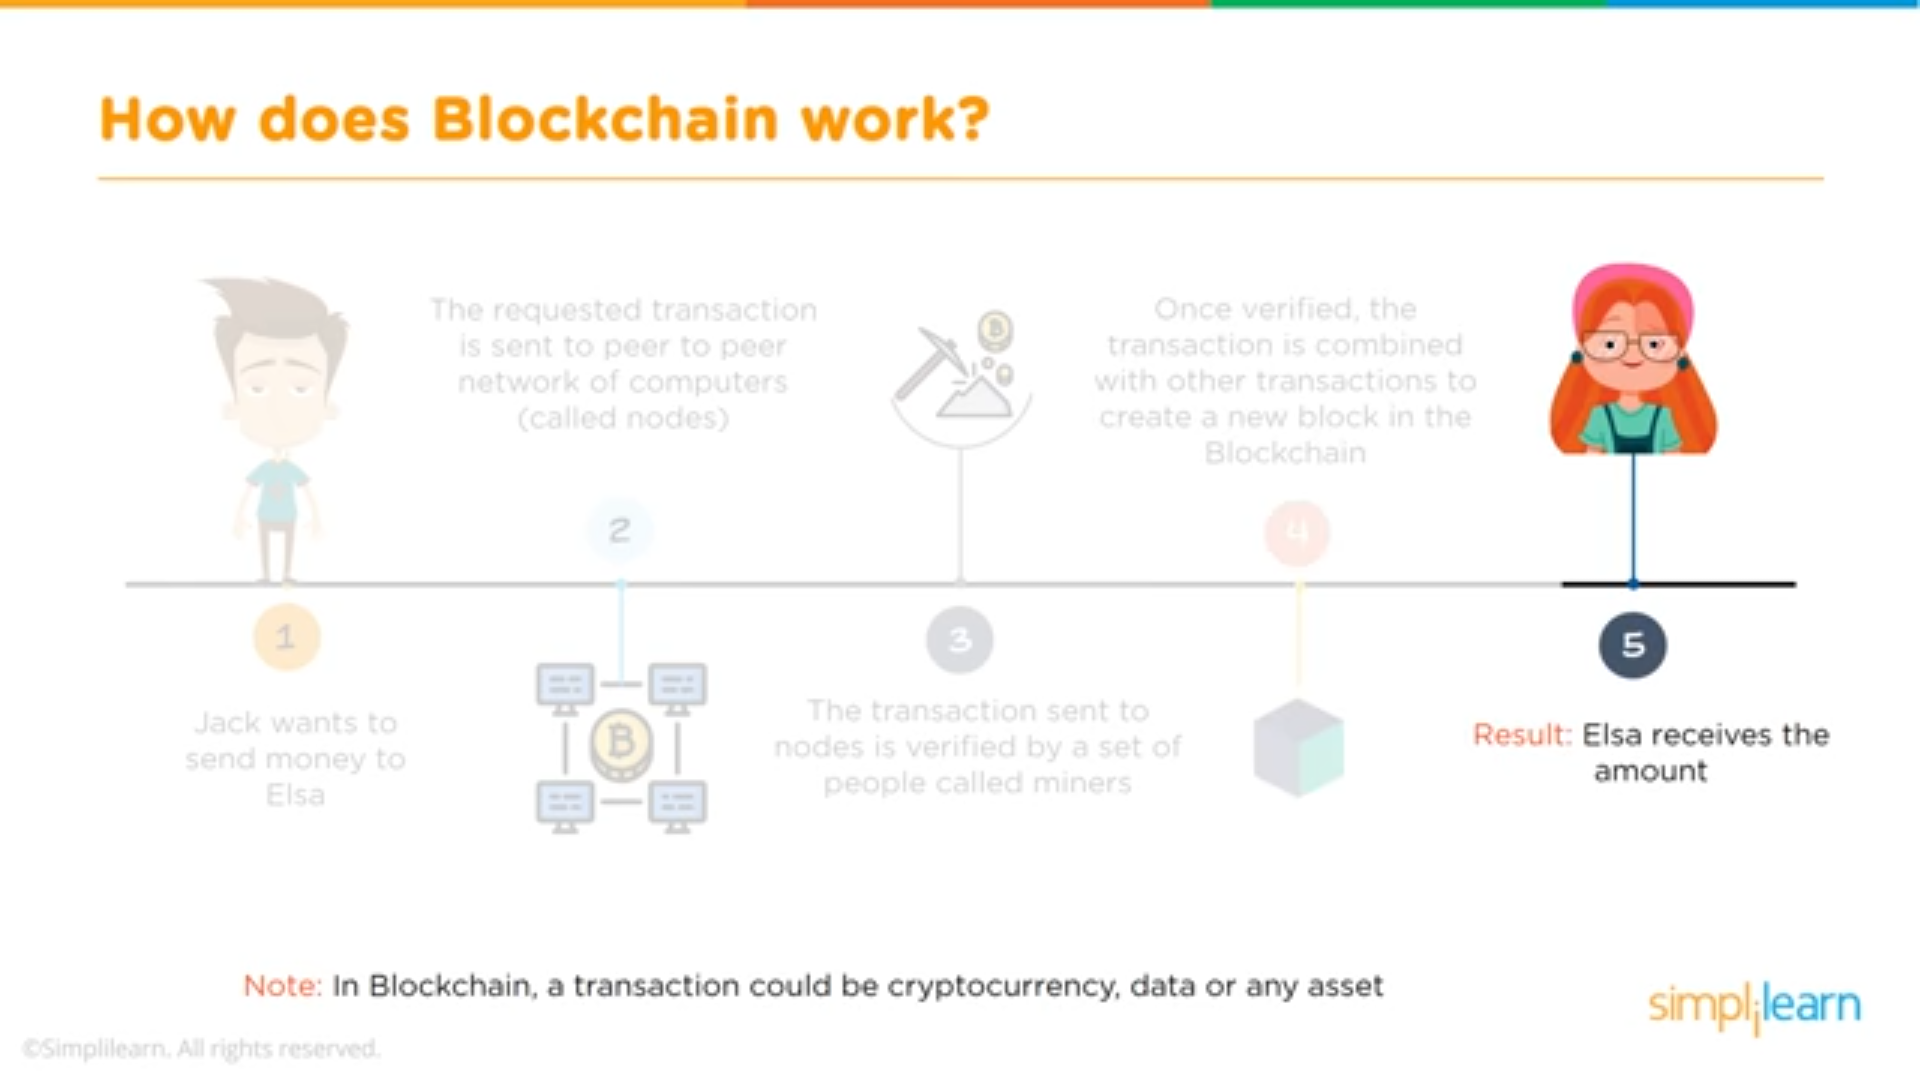 How does Blockchain work?
The requested transaction
is sent to peer to peer
network of computers
(called nodes)
Once verified, the
transaction is combined
with other transactions to
create a new block in the
Blockchain
2
4
1
3
5
Jack wants to
send money to
Elsa
The transaction sent to
nodes is verified by a set of
people called miners
Result: Elsa receives the
amount
Note: In Blockchain, a transaction could be cryptocurrency, data or any asset
simplilearn
©Simplilearn. All rights reserved.